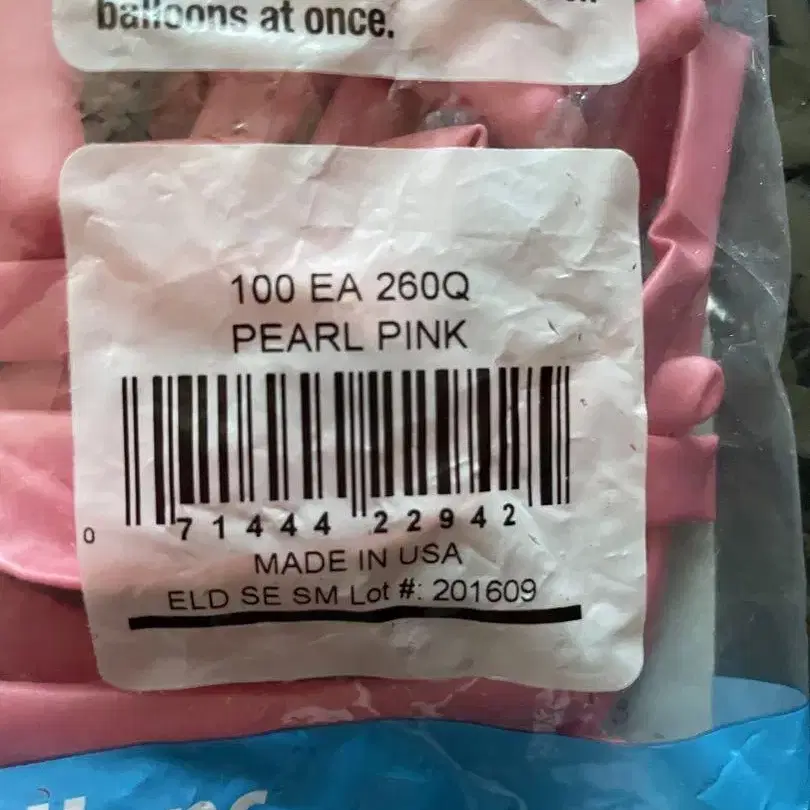 balloons at once.
100 EA 260Q
PEARL PINK
0 71444 22942
MADE IN USA
ELD SE SM Lot #: 201609